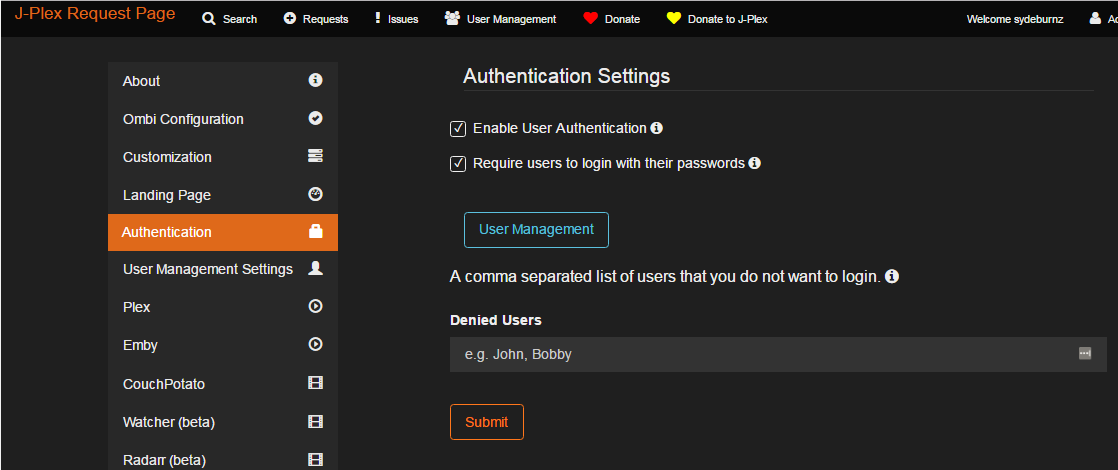 J-Plex Request Page Search Requests Issues User Management Donate Donate to J-Plex Welcome sydeburnz
About
Ombi Configuration
Customization
Landing Page
Authentication
User Management Settings
Plex
Emby
CouchPotato
Watcher (beta)
Radarr (beta)
Authentication Settings
Enable User Authentication
Require users to login with their passwords
User Management
A comma separated list of users that you do not want to login.
Denied Users
e.g. John, Bobby
Submit